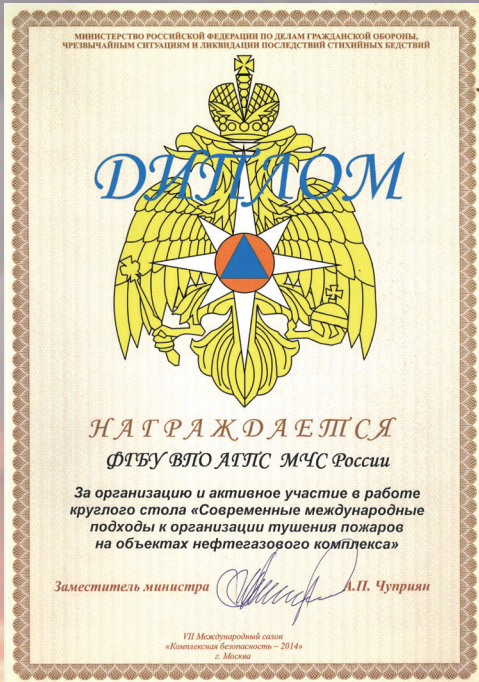 МИНИСТЕРСТВО РОССИЙСКОЙ ФЕДЕРАЦИИ ПО ДЕЛАМ ГРАЖДАНСКОЙ ОБОРОНЫ,
ЧРЕЗВЫЧАЙНЫМ СИТУАЦИЯМ И ЛИКВИДАЦИИ ПОСЛЕДСТВИЙ СТИХИЙНЫХ БЕДСТВИЙ
ДИПЛОМ
НАГРАЖДАЕТСЯ
ФГБУ ВПО АГПС МЧС России
За организацию и активное участие в работе
круглого стола «Современные международные
подходы к организации тушения пожаров
на объектах нефтегазового комплекса»
Заместитель министра А.П. Чуприян
VII Международный салон
«Комплексная безопасность – 2014»
г. Москва